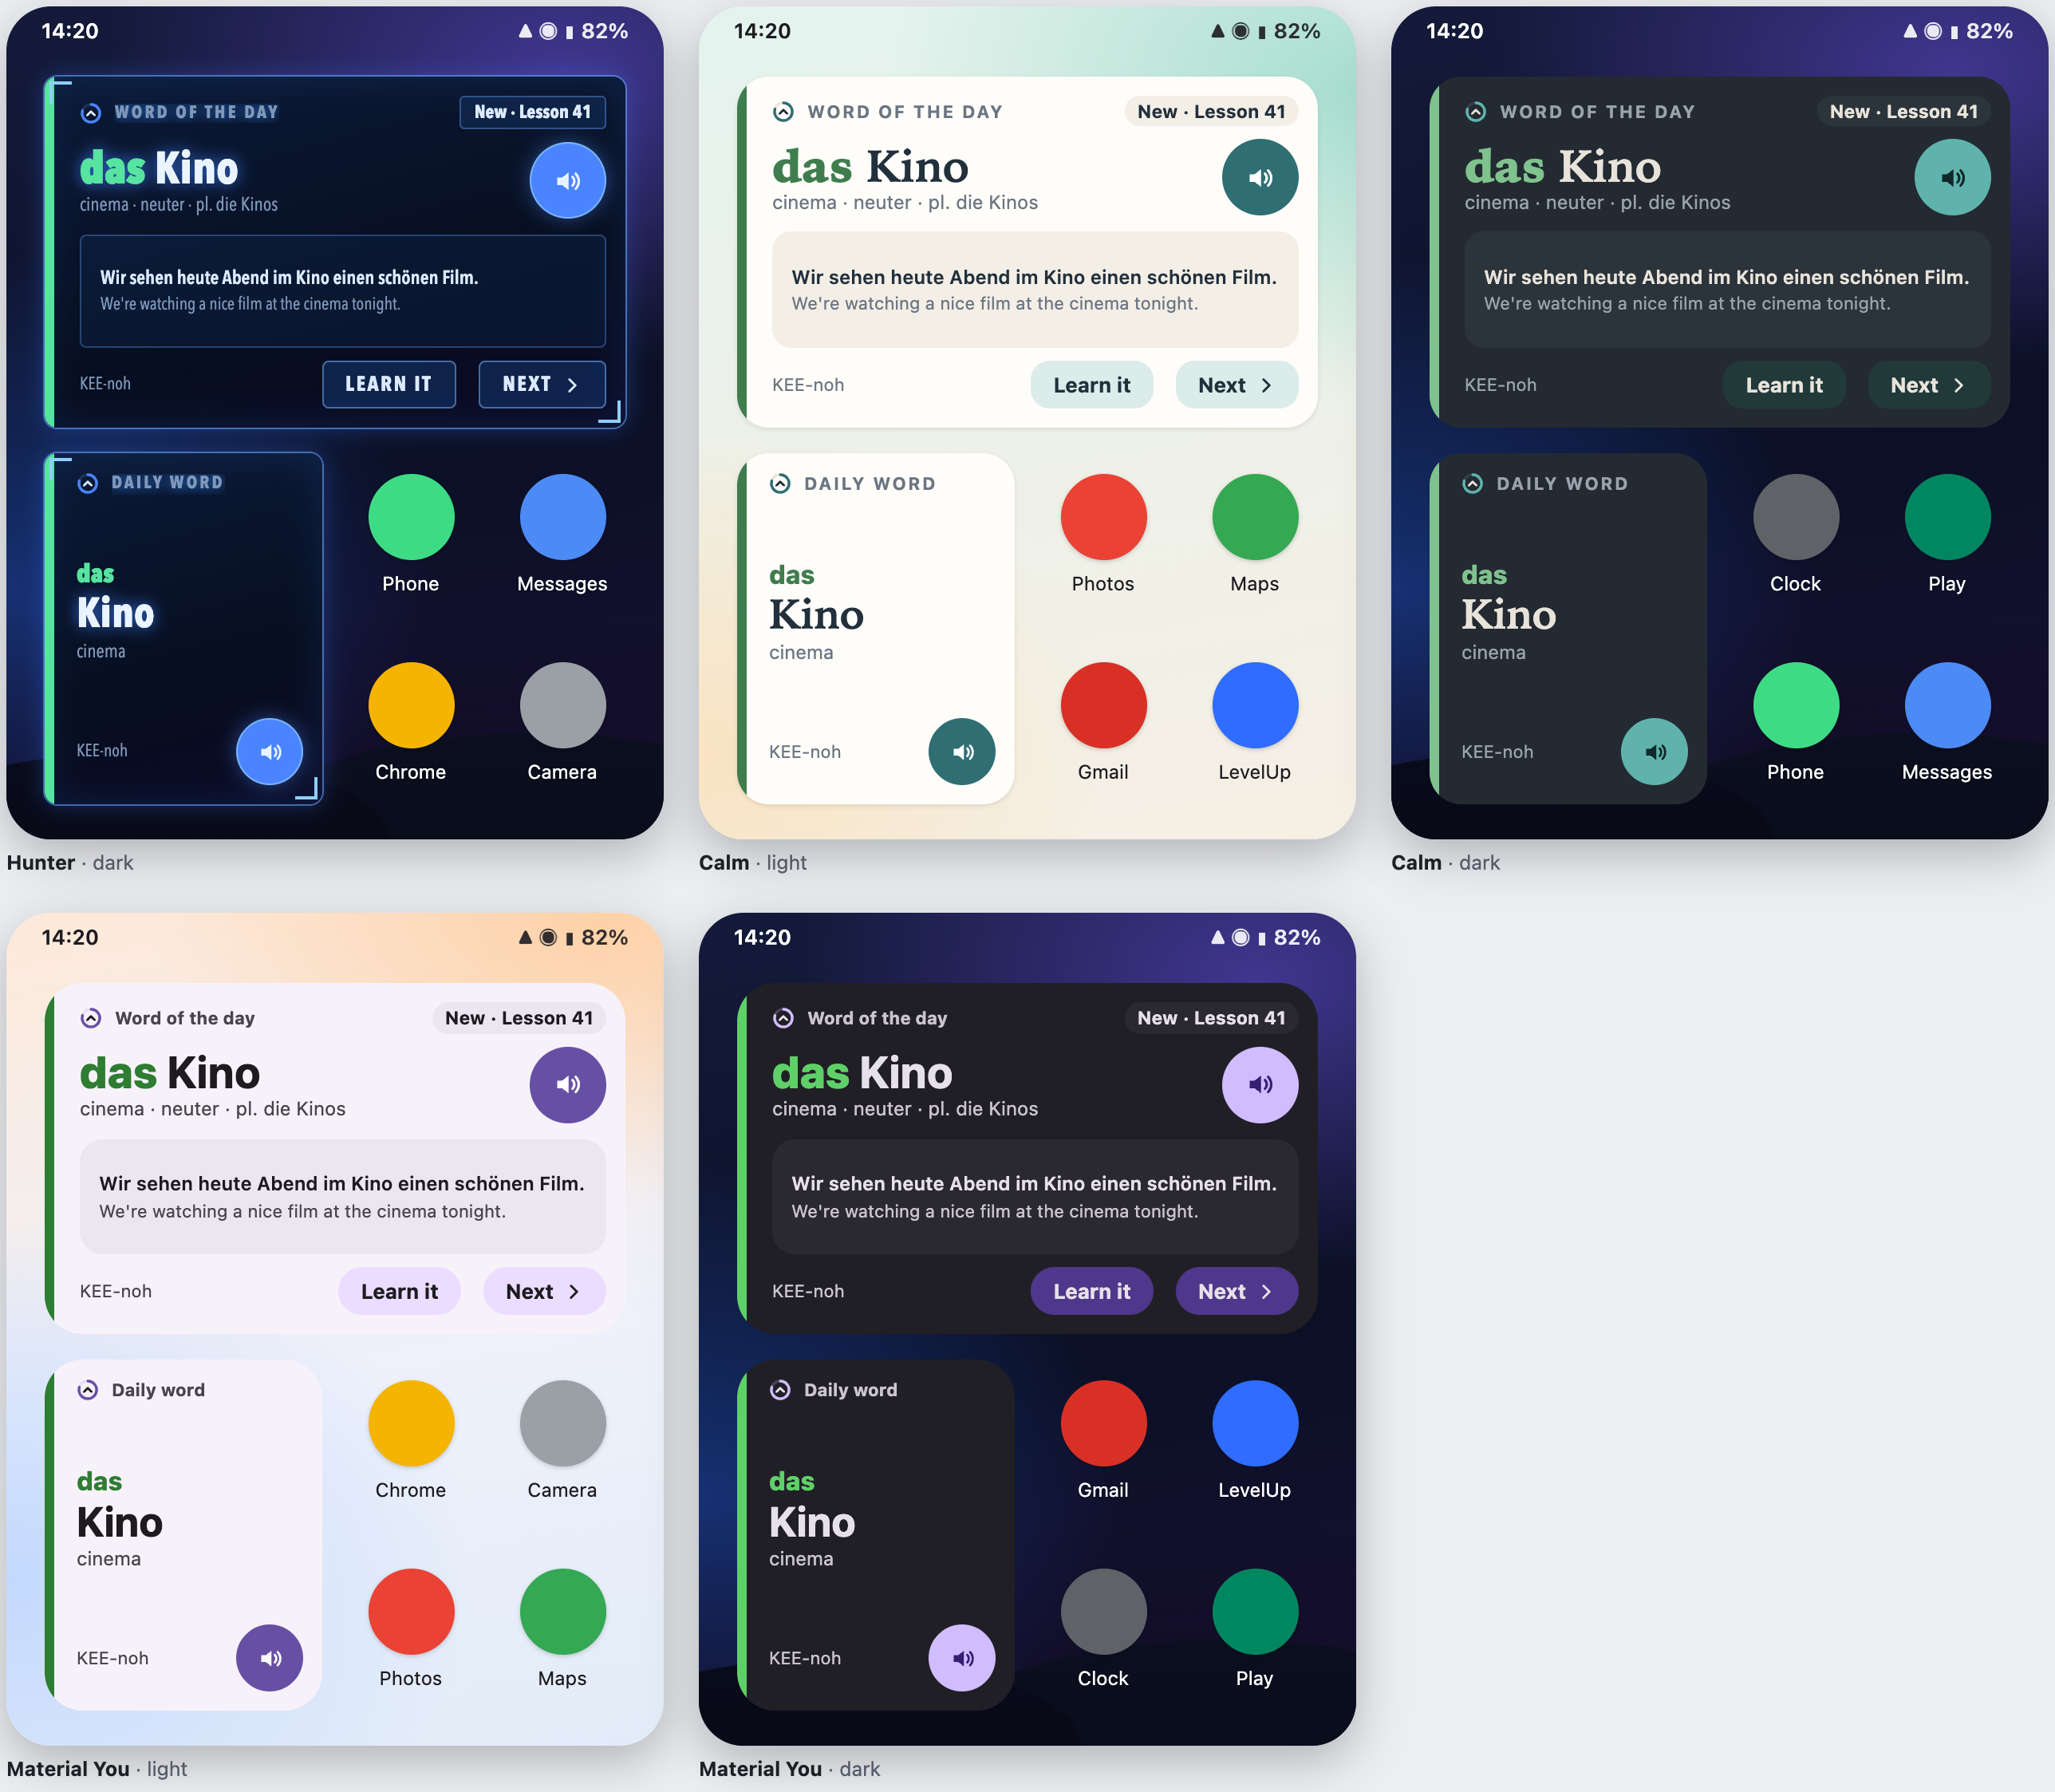 14:20 82%
WORD OF THE DAY New · Lesson 41
das Kino
cinema · neuter · pl. die Kinos
Wir sehen heute Abend im Kino einen schönen Film.
We're watching a nice film at the cinema tonight.
KEE-noh LEARN IT NEXT
DAILY WORD
das
Kino
cinema
KEE-noh
Phone Messages
Chrome Camera
Hunter · dark
14:20 82%
WORD OF THE DAY New · Lesson 41
das Kino
cinema · neuter · pl. die Kinos
Wir sehen heute Abend im Kino einen schönen Film.
We're watching a nice film at the cinema tonight.
KEE-noh Learn it Next
DAILY WORD
das
Kino
cinema
KEE-noh
Photos Maps
Gmail LevelUp
Calm · light
14:20 82%
WORD OF THE DAY New · Lesson 41
das Kino
cinema · neuter · pl. die Kinos
Wir sehen heute Abend im Kino einen schönen Film.
We're watching a nice film at the cinema tonight.
KEE-noh Learn it Next
DAILY WORD
das
Kino
cinema
KEE-noh
Clock Play
Phone Messages
Calm · dark
14:20 82%
Word of the day New · Lesson 41
das Kino
cinema · neuter · pl. die Kinos
Wir sehen heute Abend im Kino einen schönen Film.
We're watching a nice film at the cinema tonight.
KEE-noh Learn it Next
Daily word
das
Kino
cinema
KEE-noh
Chrome Camera
Photos Maps
Material You · light
14:20 82%
Word of the day New · Lesson 41
das Kino
cinema · neuter · pl. die Kinos
Wir sehen heute Abend im Kino einen schönen Film.
We're watching a nice film at the cinema tonight.
KEE-noh Learn it Next
Daily word
das
Kino
cinema
KEE-noh
Gmail LevelUp
Clock Play
Material You · dark